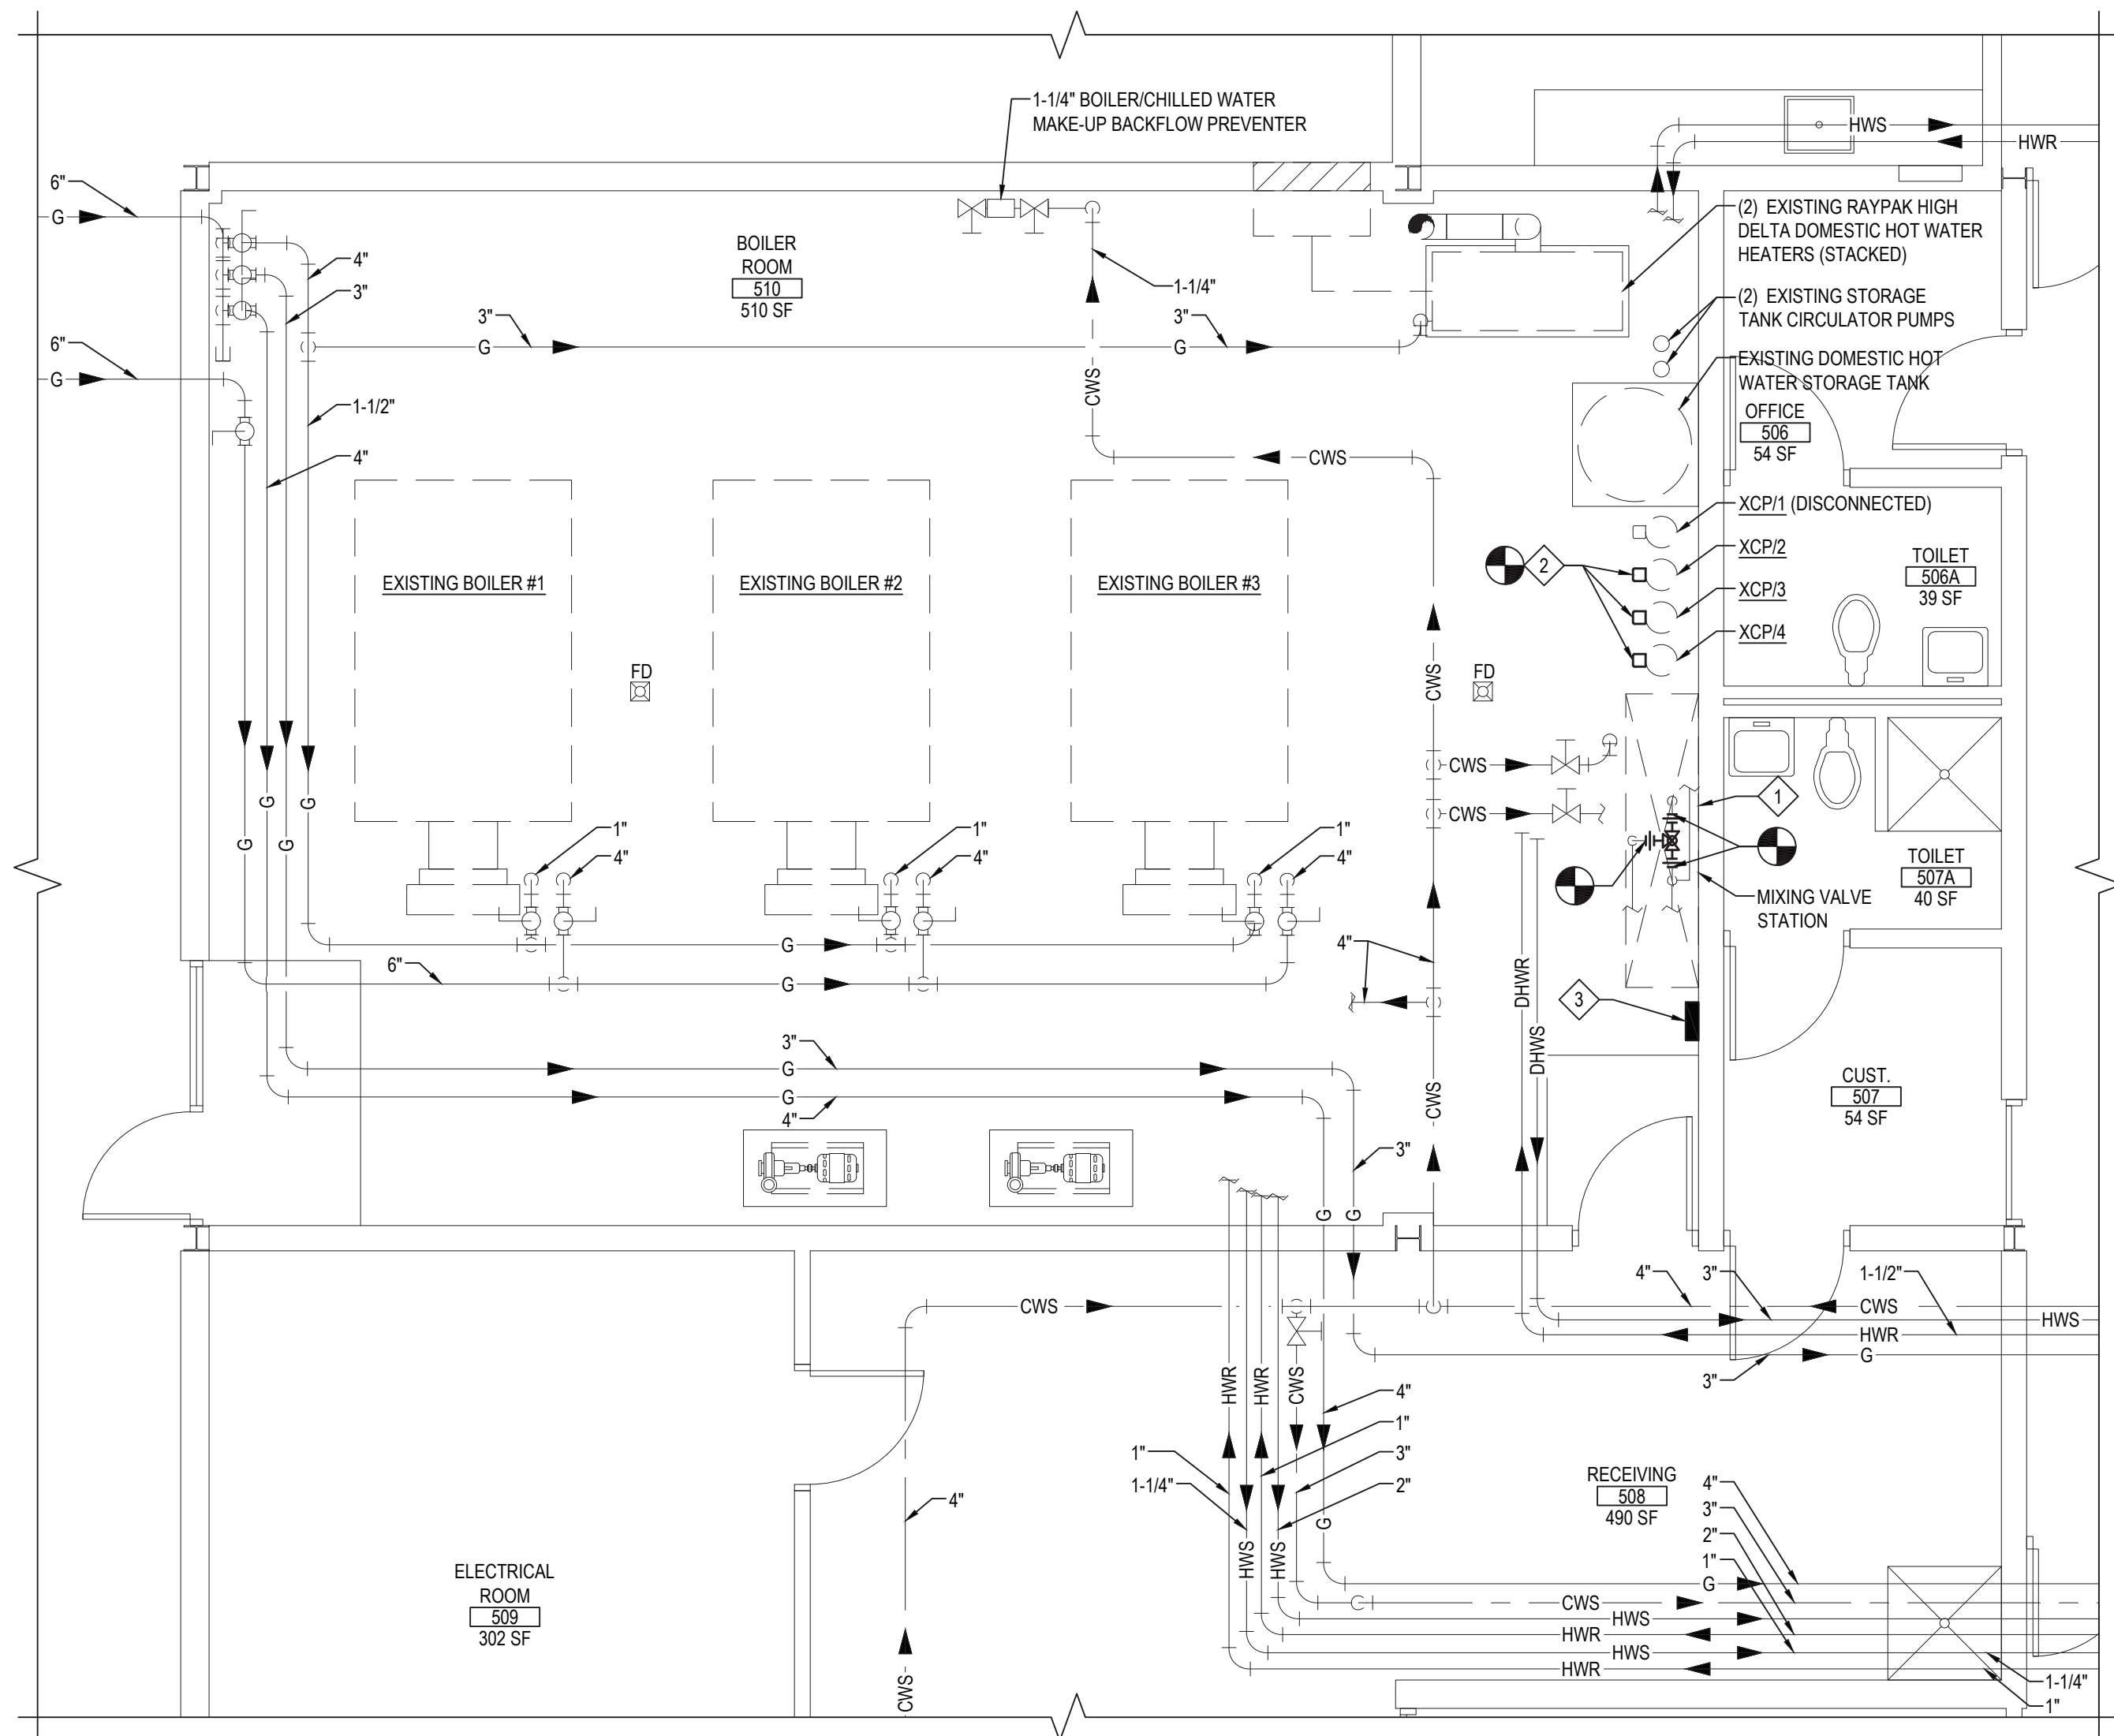 1-1/4" BOILER/CHILLED WATER
MAKE-UP BACKFLOW PREVENTER
HWS
HWR
6"
G
(2) EXISTING RAYPAK HIGH
DELTA DOMESTIC HOT WATER
HEATERS (STACKED)
BOILER
ROOM
510
510 SF
4"
3"
1-1/4"
(2) EXISTING STORAGE
TANK CIRCULATOR PUMPS
3"
G
3"
G
6"
G
EXISTING DOMESTIC HOT
WATER STORAGE TANK
CWS
1-1/2"
OFFICE
506
54 SF
4"
CWS
XCP/1 (DISCONNECTED)
XCP/2
2
TOILET
506A
39 SF
EXISTING BOILER #1
EXISTING BOILER #2
EXISTING BOILER #3
XCP/3
XCP/4
FD
FD
CWS
CWS
1
CWS
G
G
G
G
1"
4"
1"
4"
1"
4"
TOILET
507A
40 SF
MIXING VALVE
STATION
G
4"
6"
G
DHWR
3
DHWS
3"
G
G
4"
CWS
CUST.
507
54 SF
3"
G
G
4"
3"
1-1/2"
CWS
CWS
HWS
HWR
G
3"
HWR
HWR
CWS
4"
1"
3"
2"
1"
1-1/4"
4"
RECEIVING
508
490 SF
4"
3"
2"
1"
G
HWS
HWS
ELECTRICAL
ROOM
509
302 SF
G
CWS
HWS
HWR
HWS
HWR
CWS
1-1/4"
1"